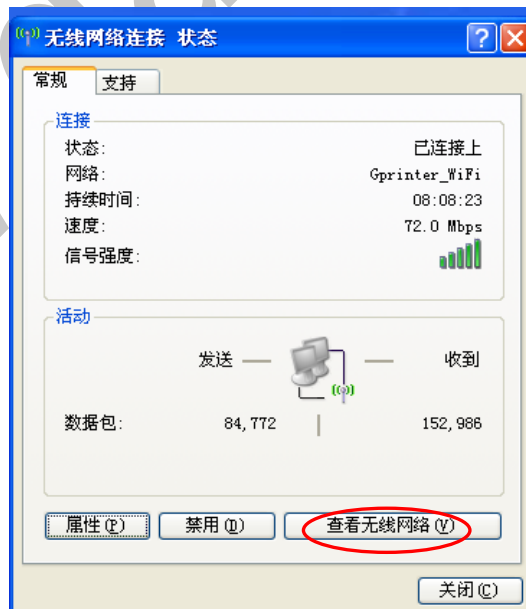 无线网络连接 状态
常规 支持
连接
状态: 已连接上
网络: Gprinter_WiFi
持续时间: 08:08:23
速度: 72.0 Mbps
信号强度:
活动
发送 — — 收到
数据包: 84,772 | 152,986
属性(P) 禁用(D) 查看无线网络(V)
关闭(C)